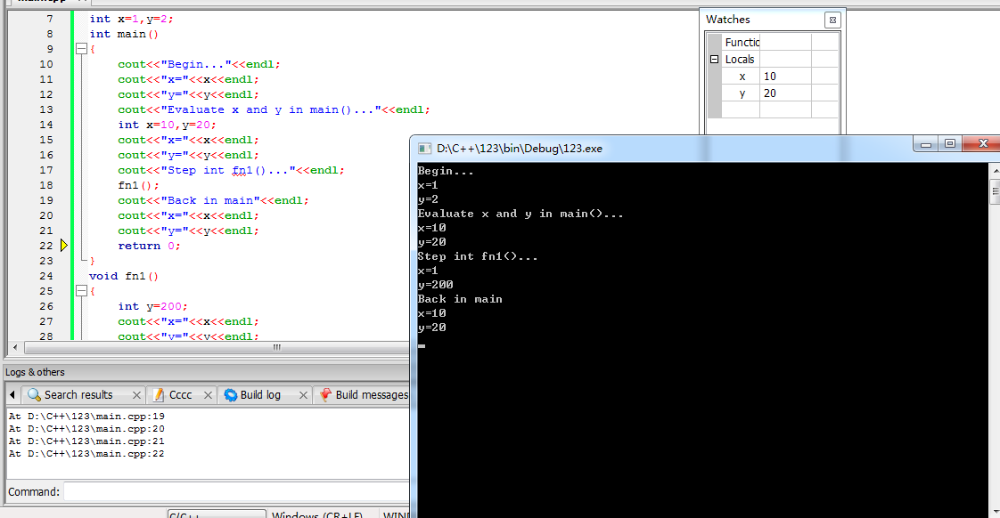 7 int x=1,y=2;
8 int main()
9 {
10 cout<<"Begin..."<<endl;
11 cout<<"x="<<x<<endl;
12 cout<<"y="<<y<<endl;
13 cout<<"Evaluate x and y in main()..."<<endl;
14 int x=10,y=20;
15 cout<<"x="<<x<<endl;
16 cout<<"y="<<y<<endl;
17 cout<<"Step int fn1()..."<<endl;
18 fn1();
19 cout<<"Back in main"<<endl;
20 cout<<"x="<<x<<endl;
21 cout<<"y="<<y<<endl;
22 return 0;
23 }
24 void fn1()
25 {
26 int y=200;
27 cout<<"x="<<x<<endl;
28 cout<<"y="<<y<<endl;
Watches
Functic
Locals
x 10
y 20
D:\C++\123\bin\Debug\123.exe
Begin...
x=1
y=2
Evaluate x and y in main()...
x=10
y=20
Step int fn1()...
x=1
y=200
Back in main
x=10
y=20
Logs & others
Search results
Cccc
Build log
Build messages
At D:\C++\123\main.cpp:19
At D:\C++\123\main.cpp:20
At D:\C++\123\main.cpp:21
At D:\C++\123\main.cpp:22
Command:
C/C++
Windows (CR+LF)